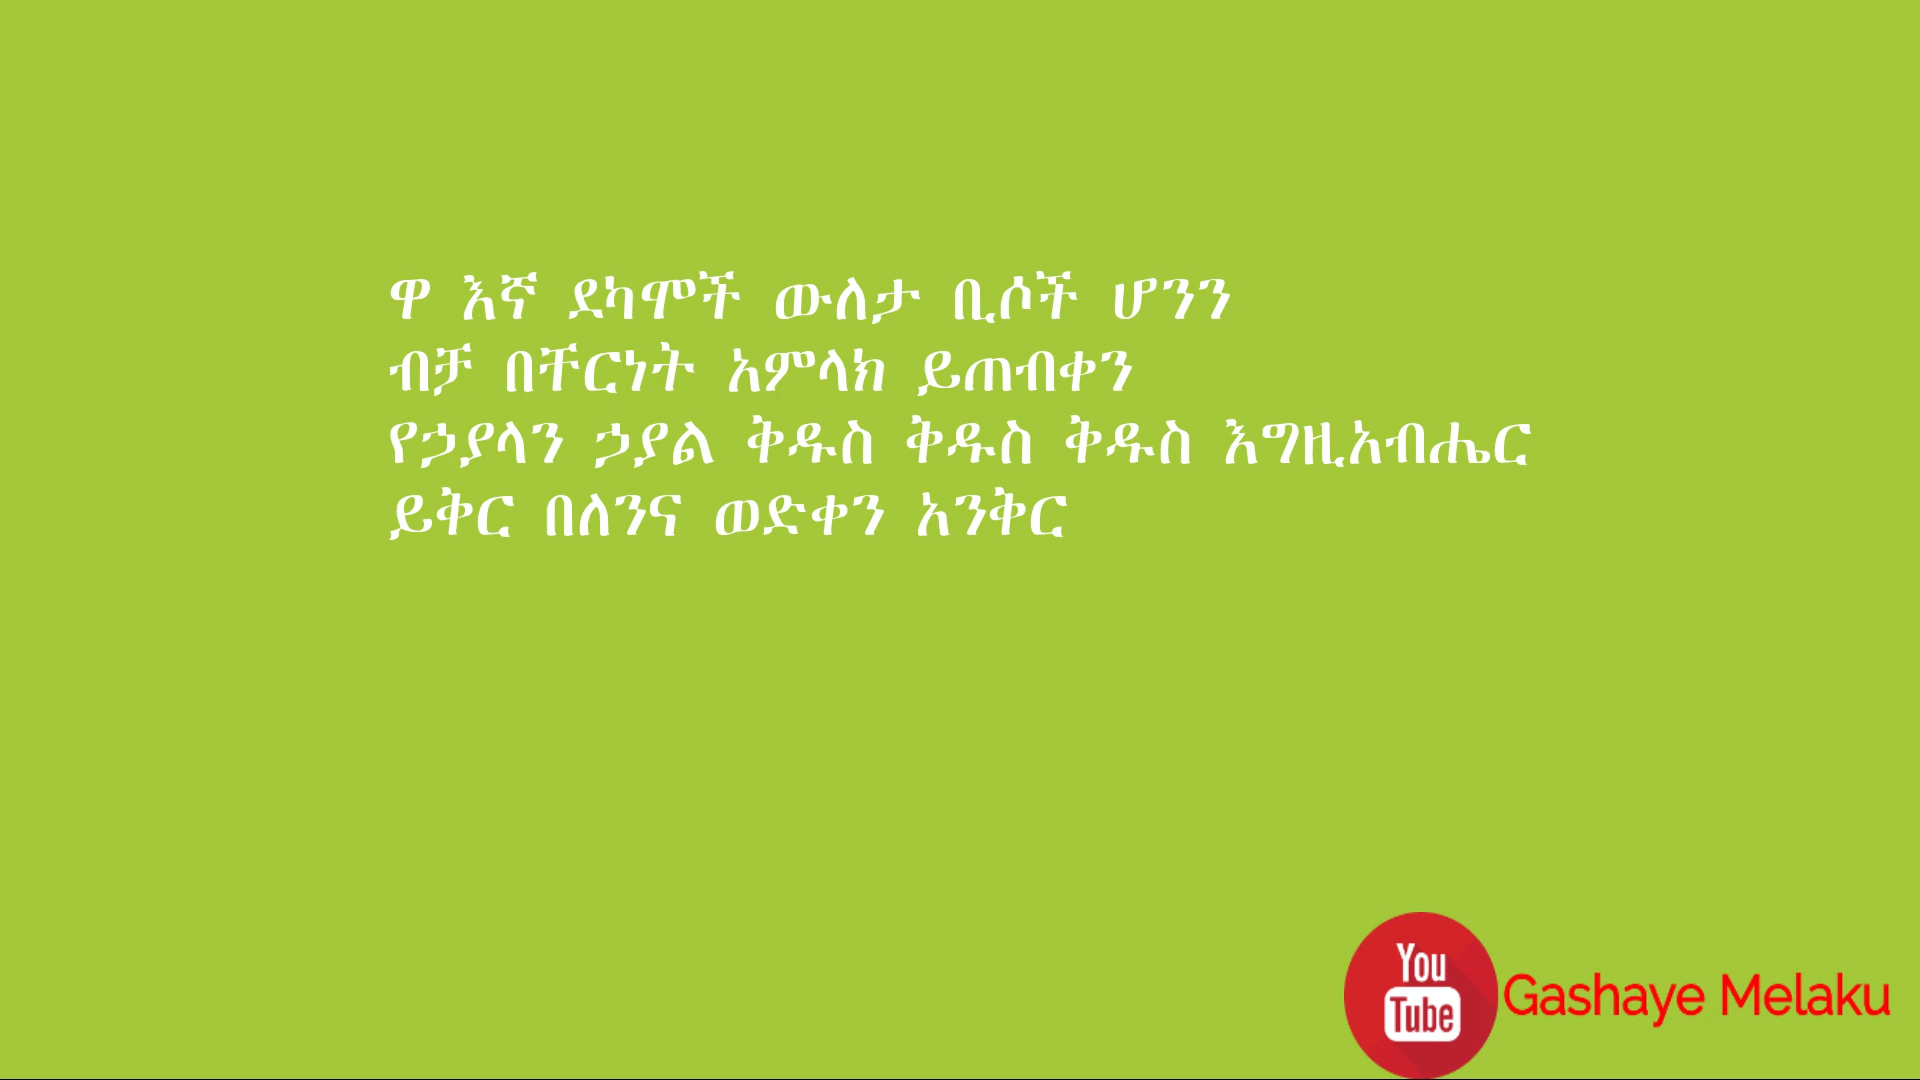 ዋ እኛ ደካሞች ውለታ ቢሶች ሆንን
ብቻ በቸርነት አምላክ ይጠብቀን
የኃያላን ኃያል ቅዱስ ቅዱስ ቅዱስ እግዚአብሔር
ይቅር በለንና ወድቀን አንቅር
You
Tube
Gashaye Melaku